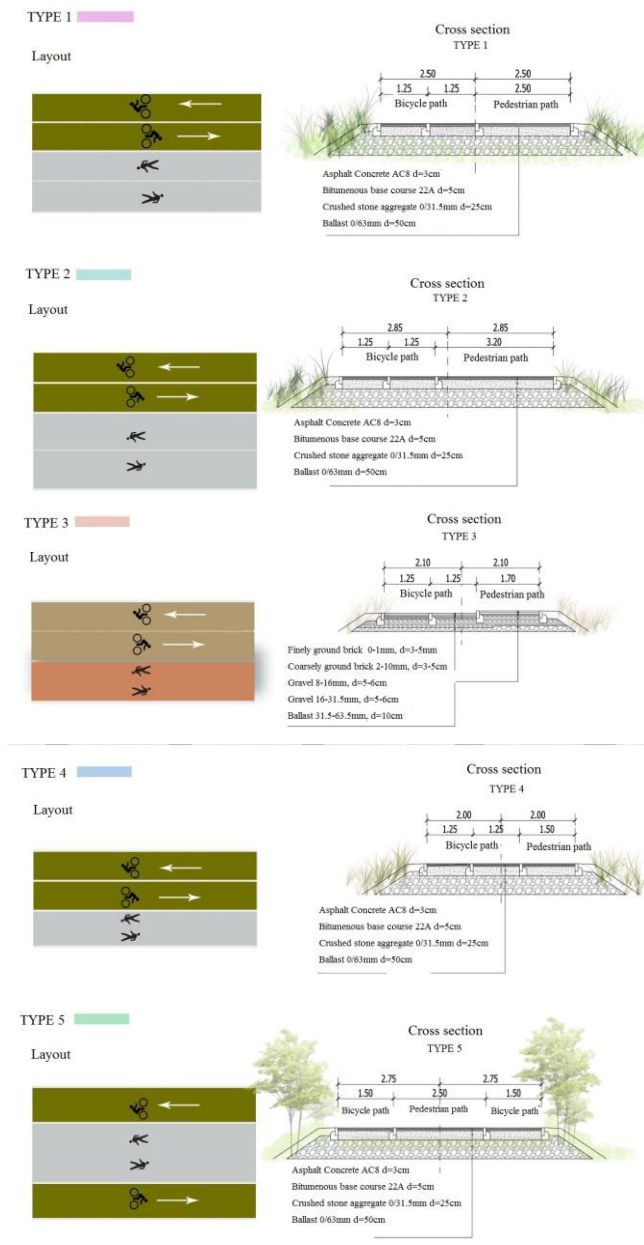 TYPE 1
Layout
Cross section
TYPE 1
2.50 2.50
1.25 1.25 2.50
Bicycle path Pedestrian path
Asphalt Concrete AC8 d=3cm
Bitumenous base course 22A d=5cm
Crushed stone aggregate 0/31.5mm d=25cm
Ballast 0/63mm d=50cm
TYPE 2
Layout
Cross section
TYPE 2
2.85 2.85
1.25 1.25 3.20
Bicycle path Pedestrian path
Asphalt Concrete AC8 d=3cm
Bitumenous base course 22A d=5cm
Crushed stone aggregate 0/31.5mm d=25cm
Ballast 0/63mm d=50cm
TYPE 3
Layout
Cross section
TYPE 3
2.10 2.10
1.25 1.25 1.70
Bicycle path Pedestrian path
Finely ground brick 0-1mm, d=3-5mm
Coarsely ground brick 2-10mm, d=3-5cm
Gravel 8-16mm, d=5-6cm
Gravel 16-31.5mm, d=5-6cm
Ballast 31.5-63.5mm, d=10cm
TYPE 4
Layout
Cross section
TYPE 4
2.00 2.00
1.25 1.25 1.50
Bicycle path Pedestrian path
Asphalt Concrete AC8 d=3cm
Bitumenous base course 22A d=5cm
Crushed stone aggregate 0/31.5mm d=25cm
Ballast 0/63mm d=50cm
TYPE 5
Layout
Cross section
TYPE 5
2.75 2.75
1.50 2.50 1.50
Bicycle path Pedestrian path Bicycle path
Asphalt Concrete AC8 d=3cm
Bitumenous base course 22A d=5cm
Crushed stone aggregate 0/31.5mm d=25cm
Ballast 0/63mm d=50cm